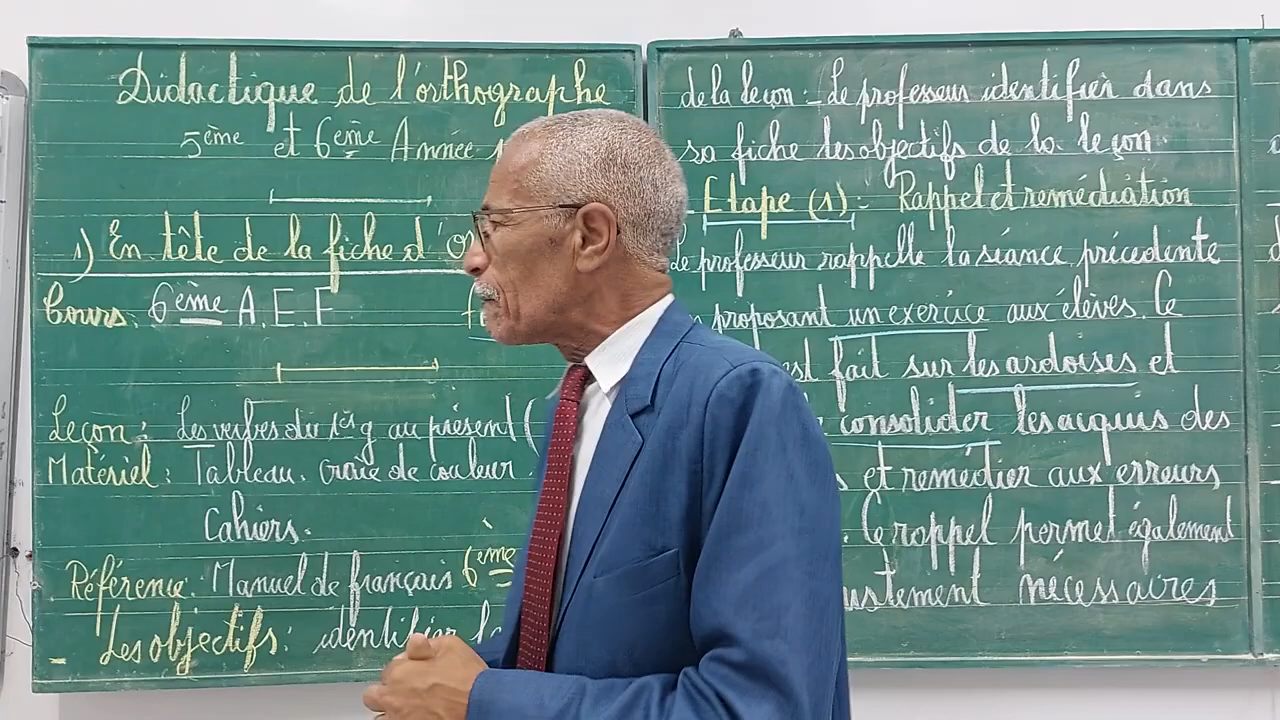 Didactique de l'orthographe
5ème et 6ème Année
1) En tête de la fiche d'or
Cours: 6ème A.E.F
Leçon: Les verbes du 1er g au présent (
Matériel: Tableau. craie de couleur.
Cahiers.
Référence: Manuel de français 6ème
- Les objectifs: identifier le
de la leçon: - Le professeur identifier dans
sa fiche les objectifs de la leçon.
Etape (1): Rappel et remédiation
Le professeur rappelle la séance précédente
proposant un exercice aux élèves. Ce
est fait sur les ardoises et
consolider les acquis des
et remédier aux erreurs
. Ce rappel permet également
ustement nécessaires